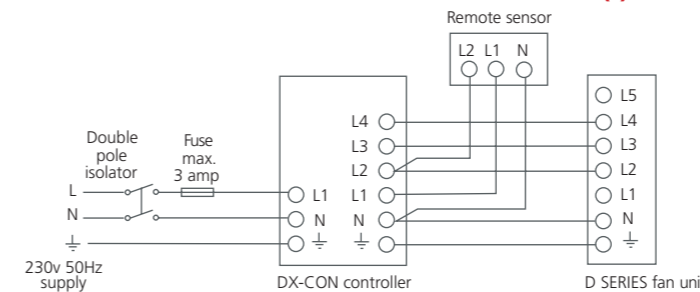 Remote sensor
L2 L1 N
L5
L4 L4
Double
pole
isolator
Fuse
max.
3 amp
L3 L3
L2 L2
L
L1 L1 L1
N
N N N
230v 50Hz
supply
DX-CON controller
D SERIES fan uni